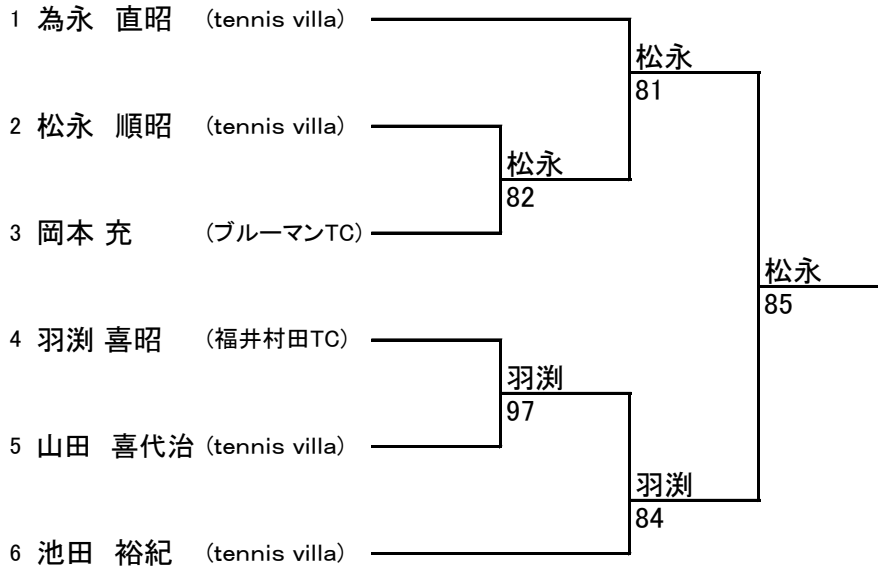 1 為永 直昭 (tennis villa)
松永
81
2 松永 順昭 (tennis villa)
松永
82
3 岡本 充 (ブルーマンTC)
松永
85
4 羽渕 喜昭 (福井村田TC)
羽渕
97
5 山田 喜代治 (tennis villa)
羽渕
84
6 池田 裕紀 (tennis villa)